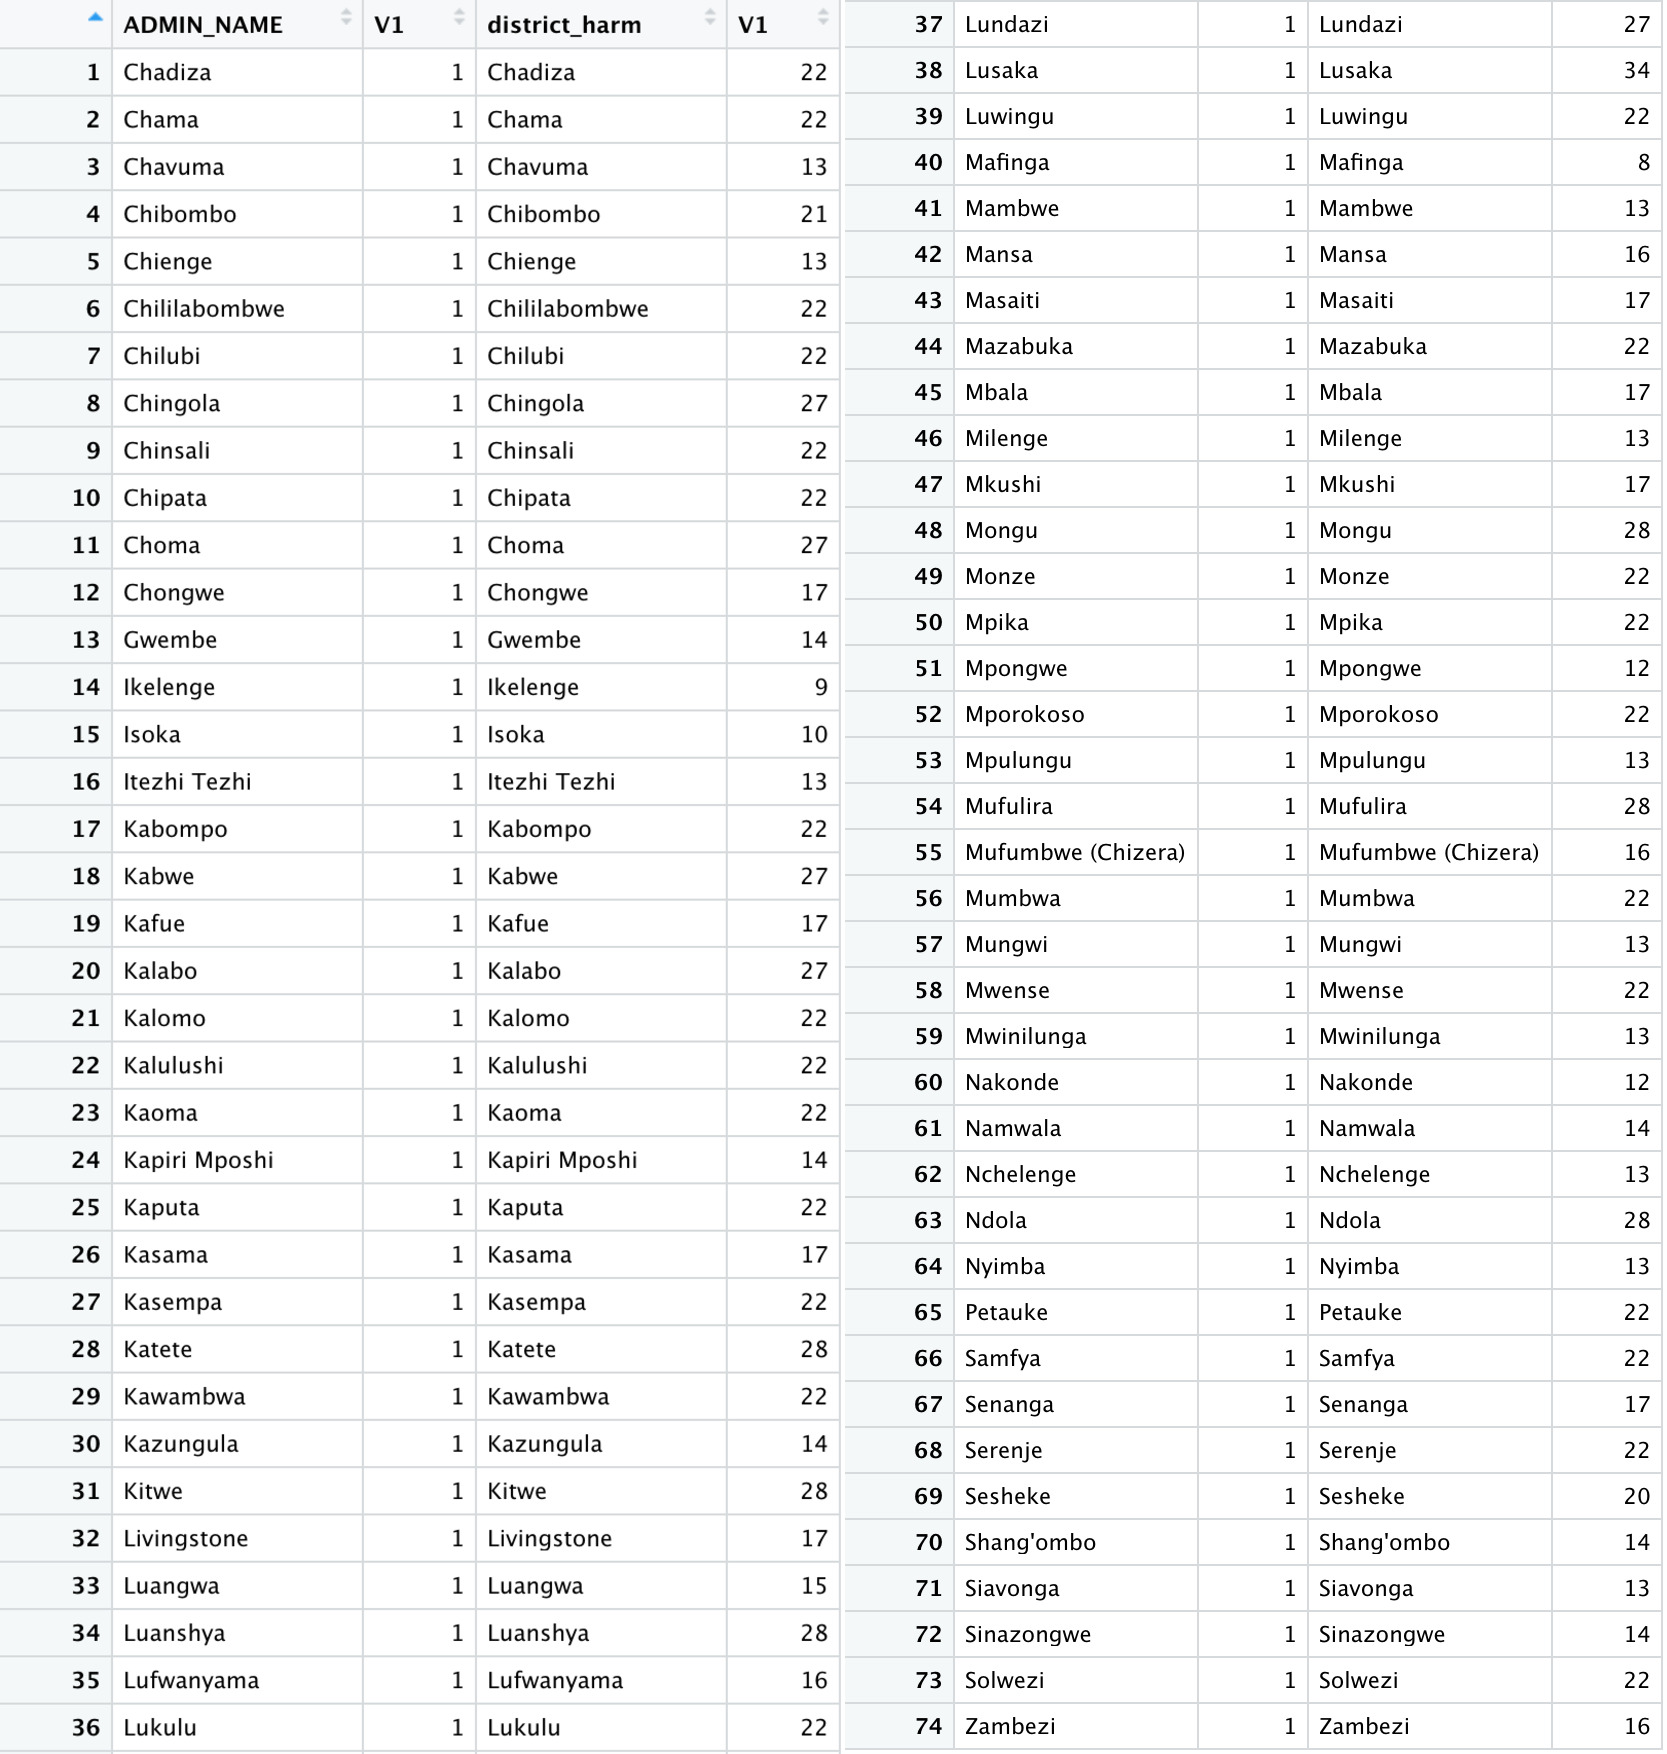 ADMIN_NAME V1 district_harm V1
1 Chadiza 1 Chadiza 22
2 Chama 1 Chama 22
3 Chavuma 1 Chavuma 13
4 Chibombo 1 Chibombo 21
5 Chienge 1 Chienge 13
6 Chililabombwe 1 Chililabombwe 22
7 Chilubi 1 Chilubi 22
8 Chingola 1 Chingola 27
9 Chinsali 1 Chinsali 22
10 Chipata 1 Chipata 22
11 Choma 1 Choma 27
12 Chongwe 1 Chongwe 17
13 Gwembe 1 Gwembe 14
14 Ikelenge 1 Ikelenge 9
15 Isoka 1 Isoka 10
16 Itezhi Tezhi 1 Itezhi Tezhi 13
17 Kabompo 1 Kabompo 22
18 Kabwe 1 Kabwe 27
19 Kafue 1 Kafue 17
20 Kalabo 1 Kalabo 27
21 Kalomo 1 Kalomo 22
22 Kalulushi 1 Kalulushi 22
23 Kaoma 1 Kaoma 22
24 Kapiri Mposhi 1 Kapiri Mposhi 14
25 Kaputa 1 Kaputa 22
26 Kasama 1 Kasama 17
27 Kasempa 1 Kasempa 22
28 Katete 1 Katete 28
29 Kawambwa 1 Kawambwa 22
30 Kazungula 1 Kazungula 14
31 Kitwe 1 Kitwe 28
32 Livingstone 1 Livingstone 17
33 Luangwa 1 Luangwa 15
34 Luanshya 1 Luanshya 28
35 Lufwanyama 1 Lufwanyama 16
36 Lukulu 1 Lukulu 22
37 Lundazi 1 Lundazi 27
38 Lusaka 1 Lusaka 34
39 Luwingu 1 Luwingu 22
40 Mafinga 1 Mafinga 8
41 Mambwe 1 Mambwe 13
42 Mansa 1 Mansa 16
43 Masaiti 1 Masaiti 17
44 Mazabuka 1 Mazabuka 22
45 Mbala 1 Mbala 17
46 Milenge 1 Milenge 13
47 Mkushi 1 Mkushi 17
48 Mongu 1 Mongu 28
49 Monze 1 Monze 22
50 Mpika 1 Mpika 22
51 Mpongwe 1 Mpongwe 12
52 Mporokoso 1 Mporokoso 22
53 Mpulungu 1 Mpulungu 13
54 Mufulira 1 Mufulira 28
55 Mufumbwe (Chizera) 1 Mufumbwe (Chizera) 16
56 Mumbwa 1 Mumbwa 22
57 Mungwi 1 Mungwi 13
58 Mwense 1 Mwense 22
59 Mwinilunga 1 Mwinilunga 13
60 Nakonde 1 Nakonde 12
61 Namwala 1 Namwala 14
62 Nchelenge 1 Nchelenge 13
63 Ndola 1 Ndola 28
64 Nyimba 1 Nyimba 13
65 Petauke 1 Petauke 22
66 Samfya 1 Samfya 22
67 Senanga 1 Senanga 17
68 Serenje 1 Serenje 22
69 Sesheke 1 Sesheke 20
70 Shang'ombo 1 Shang'ombo 14
71 Siavonga 1 Siavonga 13
72 Sinazongwe 1 Sinazongwe 14
73 Solwezi 1 Solwezi 22
74 Zambezi 1 Zambezi 16